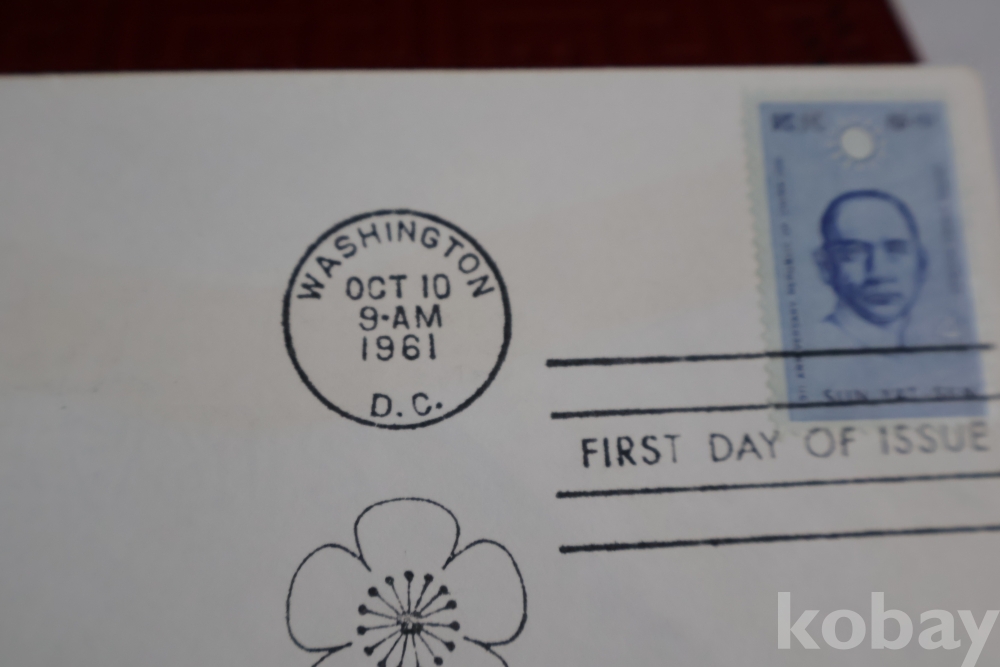 WASHINGTON
OCT 10
9-AM
1961
D.C.
SUN YAT-SEN
FIRST DAY OF ISSUE
kobay